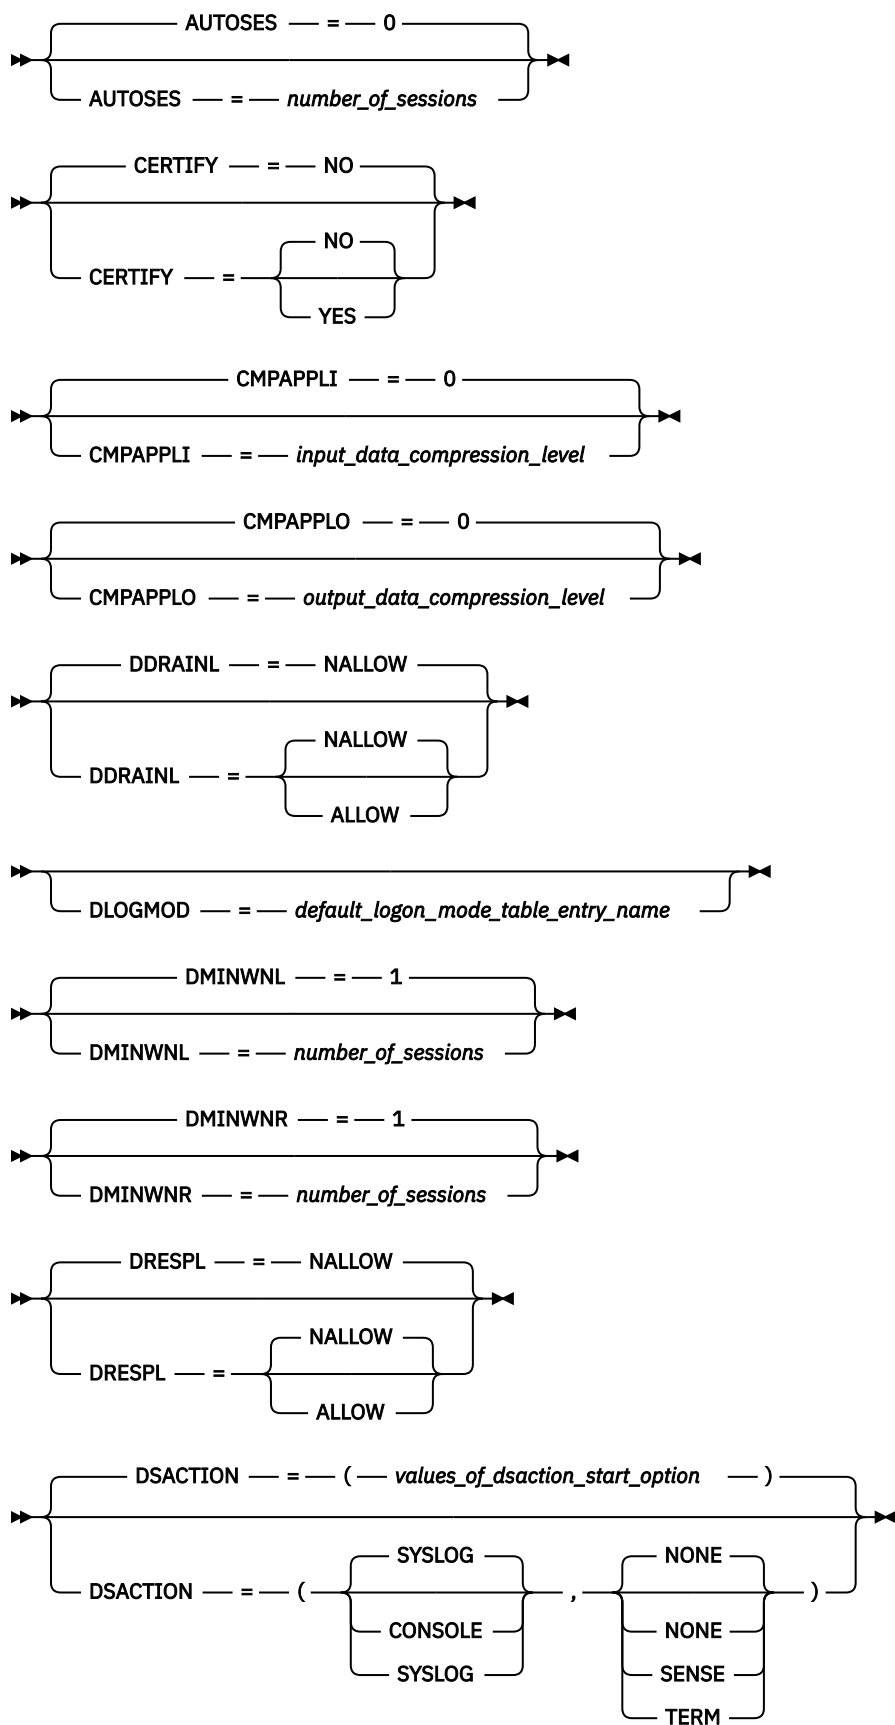 AUTOSES = 0
AUTOSES = number_of_sessions
CERTIFY = NO
NO
CERTIFY =
YES
CMPAPPLI = 0
CMPAPPLI = input_data_compression_level
CMPAPPLO = 0
CMPAPPLO = output_data_compression_level
DDRAINL = NALLOW
NALLOW
DDRAINL =
ALLOW
DLOGMOD = default_logon_mode_table_entry_name
DMINWNL = 1
DMINWNL = number_of_sessions
DMINWNR = 1
DMINWNR = number_of_sessions
DRESPL = NALLOW
NALLOW
DRESPL =
ALLOW
DSACTION = ( values_of_dsaction_start_option )
SYSLOG NONE
DSACTION = ( , )
CONSOLE NONE
SYSLOG SENSE
TERM